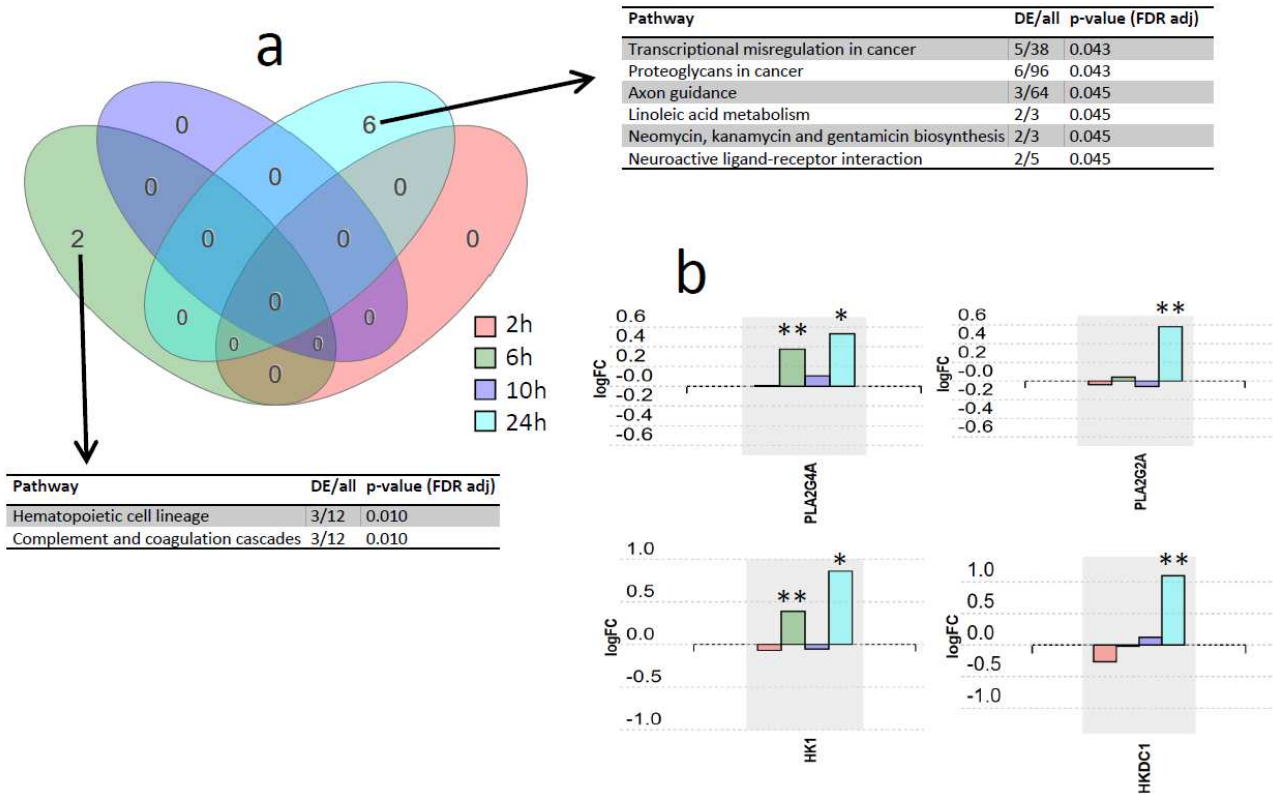 a
Pathway DE/all p-value (FDR adj)
Transcriptional misregulation in cancer 5/38 0.043
Proteoglycans in cancer 6/96 0.043
Axon guidance 3/64 0.045
Linoleic acid metabolism 2/3 0.045
Neomycin, kanamycin and gentamicin biosynthesis 2/3 0.045
Neuroactive ligand-receptor interaction 2/5 0.045
0
6
0
0
0
2
0
0
0
0
0
0
0
0
0
2h
6h
10h
24h
Pathway DE/all p-value (FDR adj)
Hematopoietic cell lineage 3/12 0.010
Complement and coagulation cascades 3/12 0.010
b
logFC
0.6
0.4
0.2
-0.0
-0.2
-0.4
-0.6
** *
PLA2G4A
logFC
0.6
0.4
0.2
-0.0
-0.2
-0.4
-0.6
**
PLA2G2A
logFC
1.0
0.5
0.0
-0.5
-1.0
** *
HK1
logFC
1.0
0.5
0.0
-0.5
-1.0
**
HKDC1